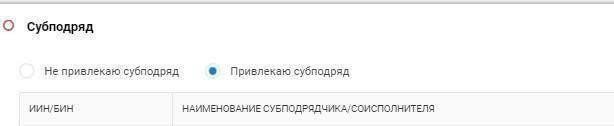 Субподряд
Не привлекаю субподряд Привлекаю субподряд
ИИН/БИН НАИМЕНОВАНИЕ СУБПОДРЯДЧИКА/СОИСПОЛНИТЕЛЯ